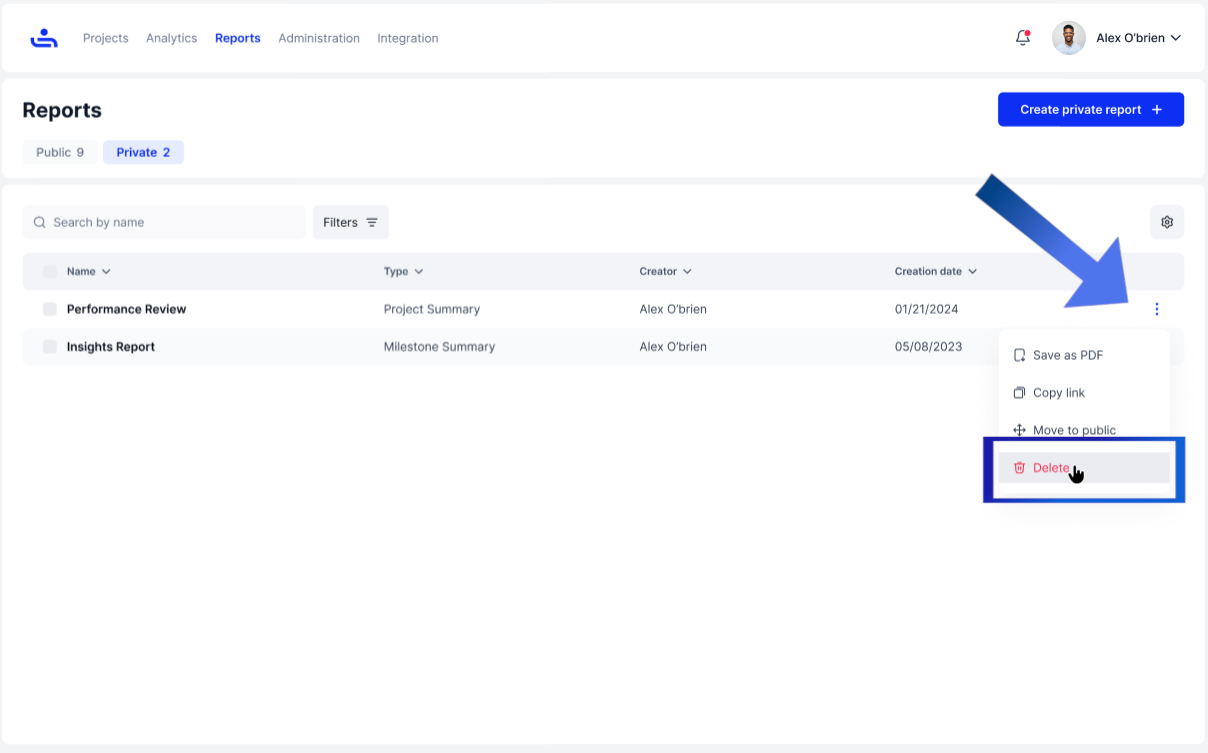 Projects Analytics Reports Administration Integration Alex O'brien
Reports
Create private report +
Public 9 Private 2
Search by name Filters
Name Type Creator Creation date
Performance Review Project Summary Alex O'brien 01/21/2024
Insights Report Milestone Summary Alex O'brien 05/08/2023
Save as PDF
Copy link
Move to public
Delete